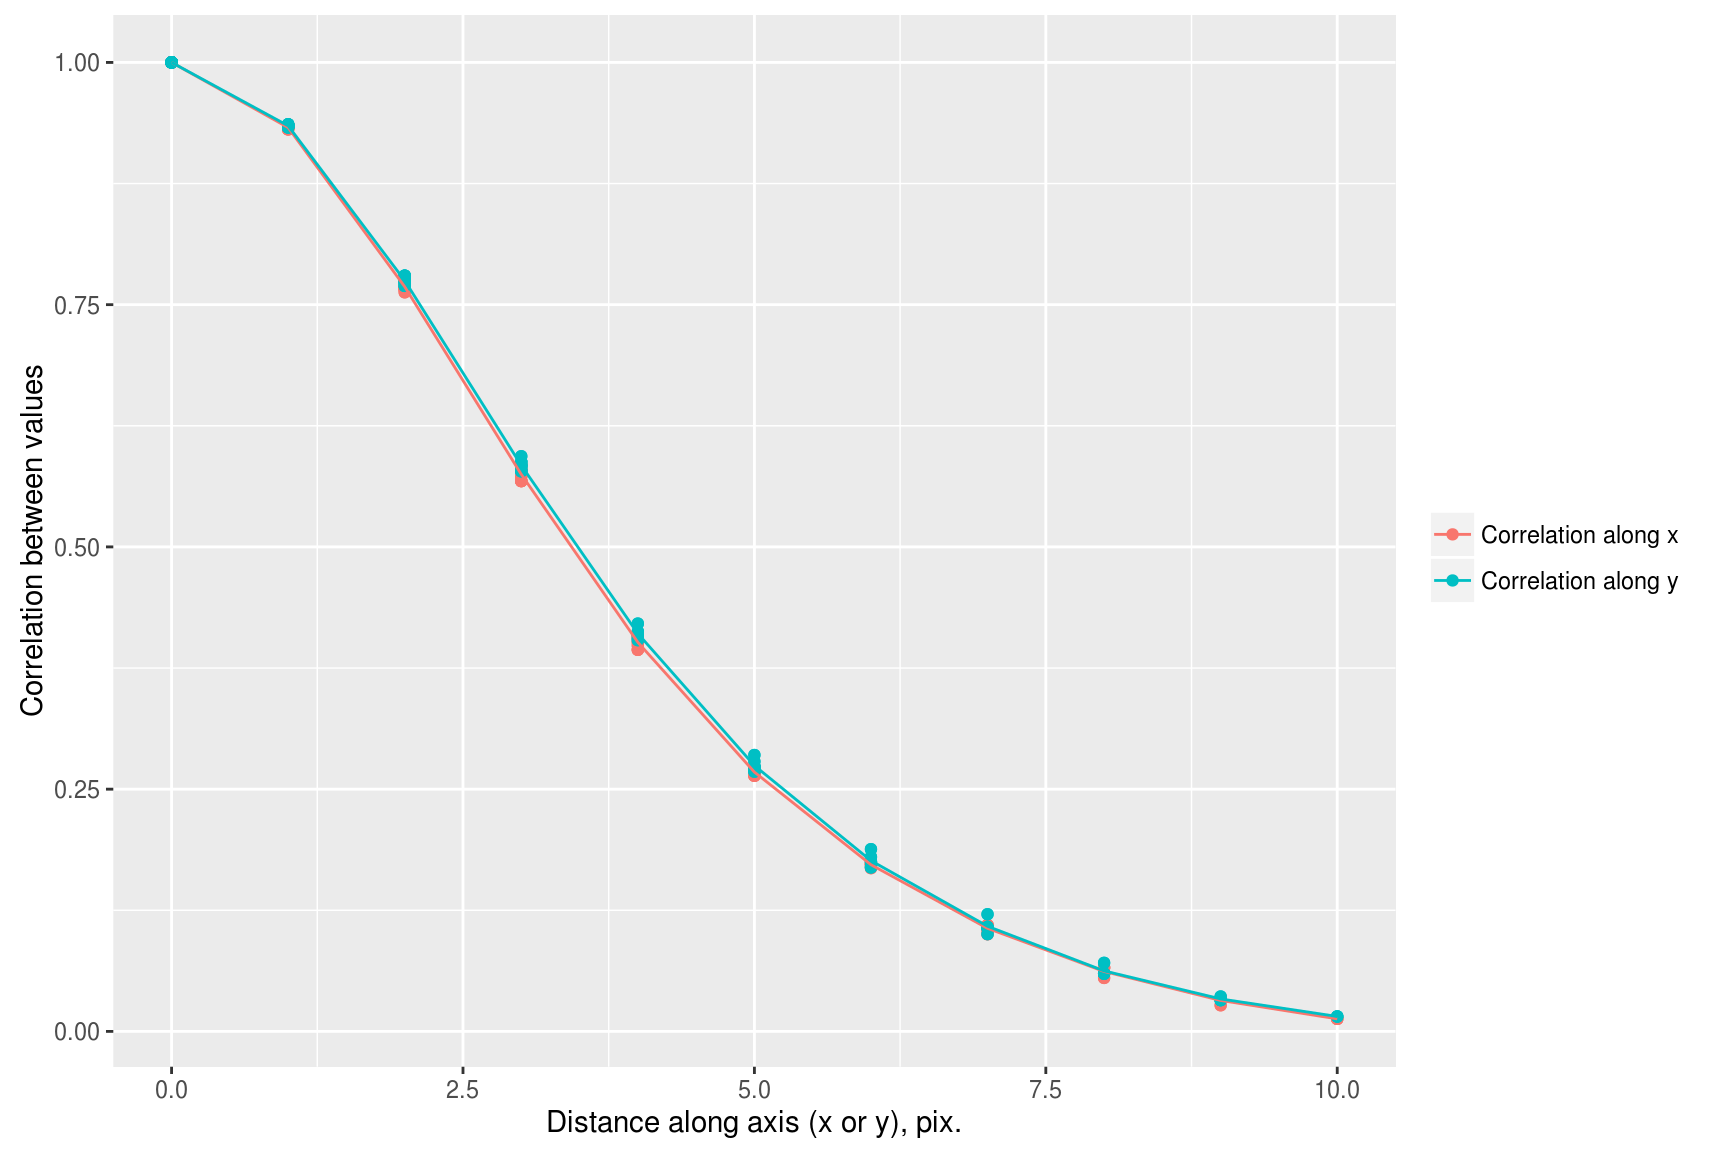 1.00
0.75
0.50
0.25
0.00
Correlation between values
0.0 2.5 5.0 7.5 10.0
Distance along axis (x or y), pix.
Correlation along x
Correlation along y